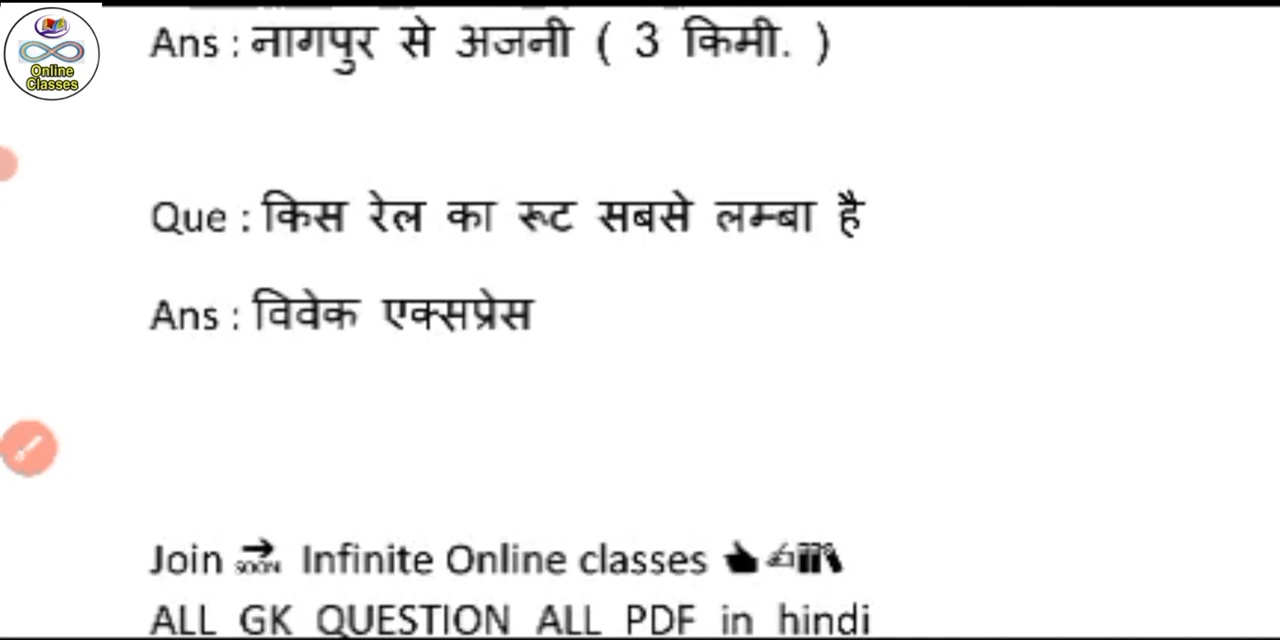 Online
Classes
Ans : नागपुर से अजनी ( 3 किमी. )
Que : किस रेल का रूट सबसे लम्बा है
Ans : विवेक एक्सप्रेस
Join SOON Infinite Online classes
ALL GK QUESTION ALL PDF in hindi